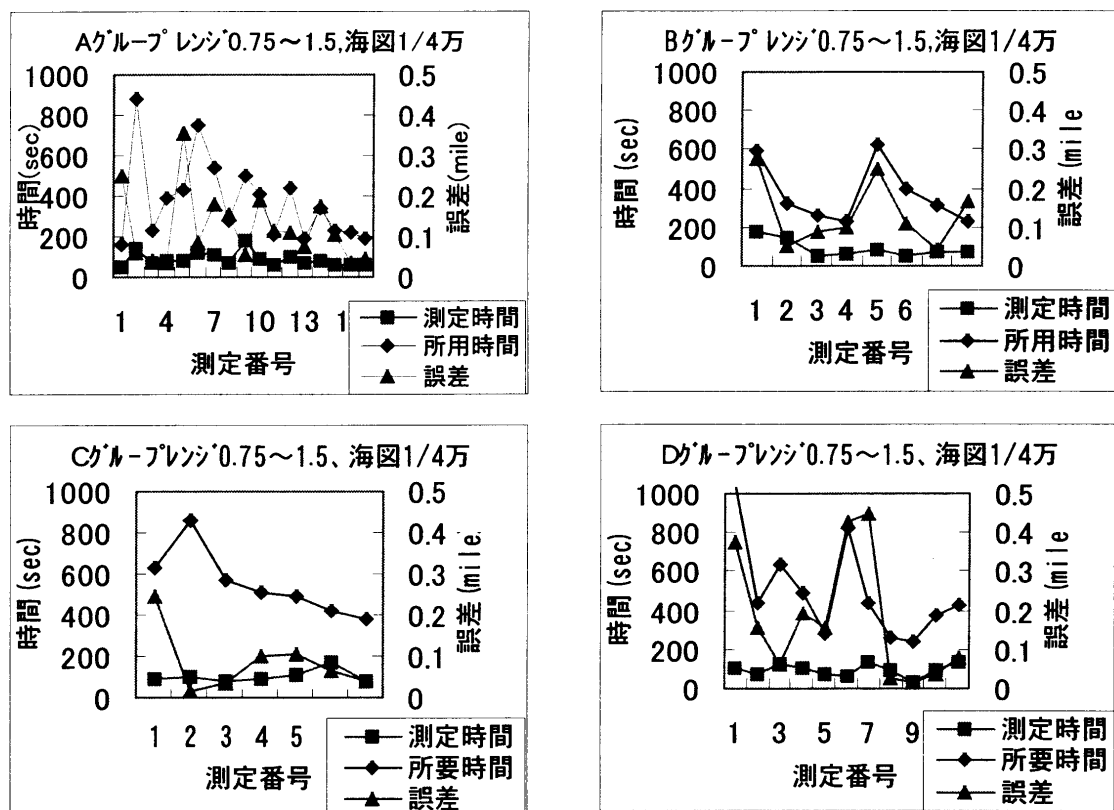 Aグループ レンジ0.75～1.5,海図1/4万
時間(sec)
1000
800
600
400
200
0
0.5
0.4
0.3
0.2
0.1
0
誤差(mile)
1 4 7 10 13 1
測定番号
測定時間
所用時間
誤差
Bグループ レンジ0.75～1.5,海図1/4万
時間(sec)
1000
800
600
400
200
0
0.5
0.4
0.3
0.2
0.1
0
誤差(mile
1 2 3 4 5 6
測定番号
測定時間
所要時間
誤差
Cグループレンジ0.75～1.5、海図1/4万
時間(sec)
1000
800
600
400
200
0
0.5
0.4
0.3
0.2
0.1
0
誤差(mile
1 2 3 4 5
測定番号
測定時間
所要時間
誤差
Dグループレンジ0.75～1.5、海図1/4万
時間(sec)
1000
800
600
400
200
0
0.5
0.4
0.3
0.2
0.1
0
誤差(mile
1 3 5 7 9
測定番号
測定時間
所要時間
誤差